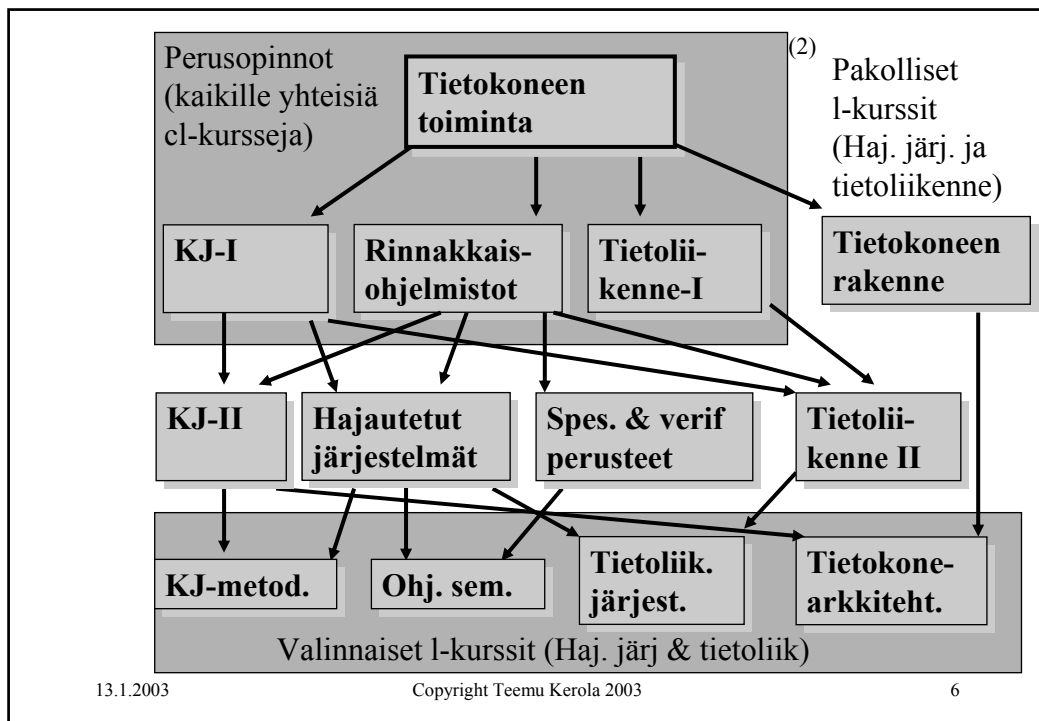 Perusopinnot
(kaikille yhteisiä
cl-kursseja)
Tietokoneen
toiminta
(2)
Pakolliset
l-kurssit
(Haj. järj. ja
tietoliikenne)
KJ-I
Rinnakkais-
ohjelmistot
Tietolii-
kenne-I
Tietokoneen
rakenne
KJ-II
Hajautetut
järjestelmät
Spes. & verif
perusteet
Tietolii-
kenne II
KJ-metod.
Ohj. sem.
Tietoliik.
järjest.
Tietokone-
arkkiteht.
Valinnaiset l-kurssit (Haj. järj & tietoliik)
13.1.2003
Copyright Teemu Kerola 2003
6